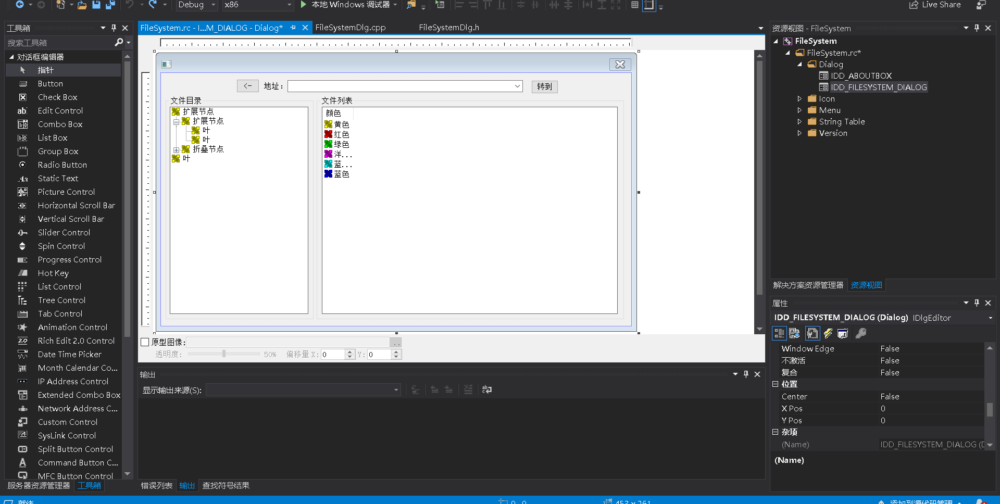 Debug
x86
本地 Windows 调试器
Live Share
工具箱
搜索工具箱
对话框编辑器
指针
Button
Check Box
Edit Control
Combo Box
List Box
Group Box
Radio Button
Static Text
Picture Control
Horizontal Scroll Bar
Vertical Scroll Bar
Slider Control
Spin Control
Progress Control
Hot Key
List Control
Tree Control
Tab Control
Animation Control
Rich Edit 2.0 Control
Date Time Picker
Month Calendar Co...
IP Address Control
Extended Combo Box
Network Address C...
Custom Control
SysLink Control
Split Button Control
Command Button C...
MFC Button Control
服务器资源管理器
工具箱
FileSystem.rc - I...M_DIALOG - Dialog*
FileSystemDlg.cpp
FileSystemDlg.h
<-
地址：
转到
文件目录
扩展节点
扩展节点
叶
叶
折叠节点
叶
文件列表
颜色
黄色
红色
绿色
洋...
蓝...
蓝色
原型图像:
..
透明度:
50%
偏移量 X:
0
Y:
0
输出
显示输出来源(S):
错误列表
输出
查找符号结果
资源视图 - FileSystem
FileSystem
FileSystem.rc*
Dialog
IDD_ABOUTBOX
IDD_FILESYSTEM_DIALOG
Icon
Menu
String Table
Version
解决方案资源管理器
资源视图
属性
IDD_FILESYSTEM_DIALOG (Dialog) IDlgEditor
Window Edge False
不激活 False
复合 False
位置
Center False
X Pos 0
Y Pos 0
杂项
(Name) IDD_FILESYSTEM_DIALOG (D
(Name)
就绪
0, 0
453 x 261
添加到源代码管理